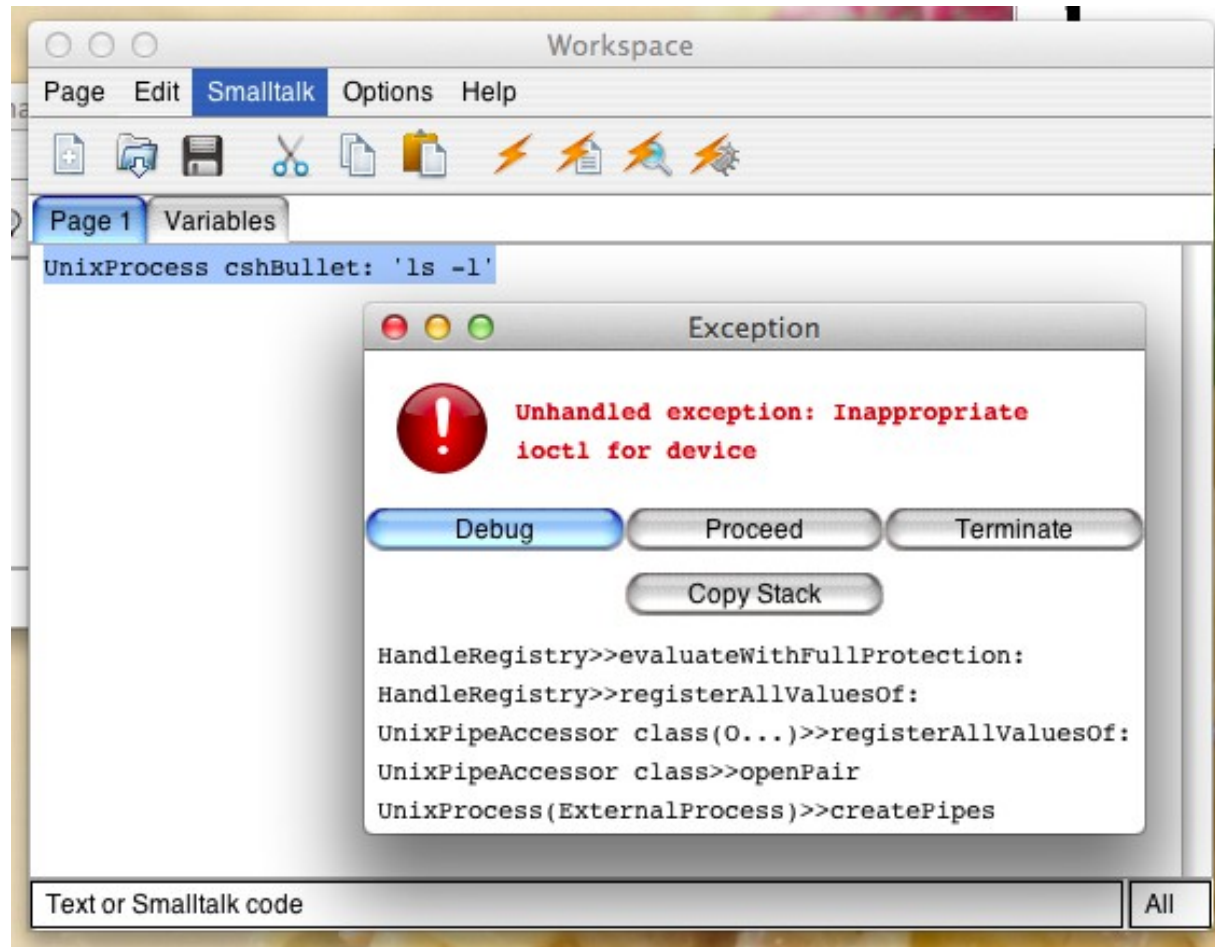 Workspace
Page Edit Smalltalk Options Help
Page 1 Variables
UnixProcess cshBullet: 'ls -l'
Exception
Unhandled exception: Inappropriate
ioctl for device
Debug Proceed Terminate
Copy Stack
HandleRegistry>>evaluateWithFullProtection:
HandleRegistry>>registerAllValuesOf:
UnixPipeAccessor class(O...)>>registerAllValuesOf:
UnixPipeAccessor class>>openPair
UnixProcess(ExternalProcess)>>createPipes
Text or Smalltalk code All